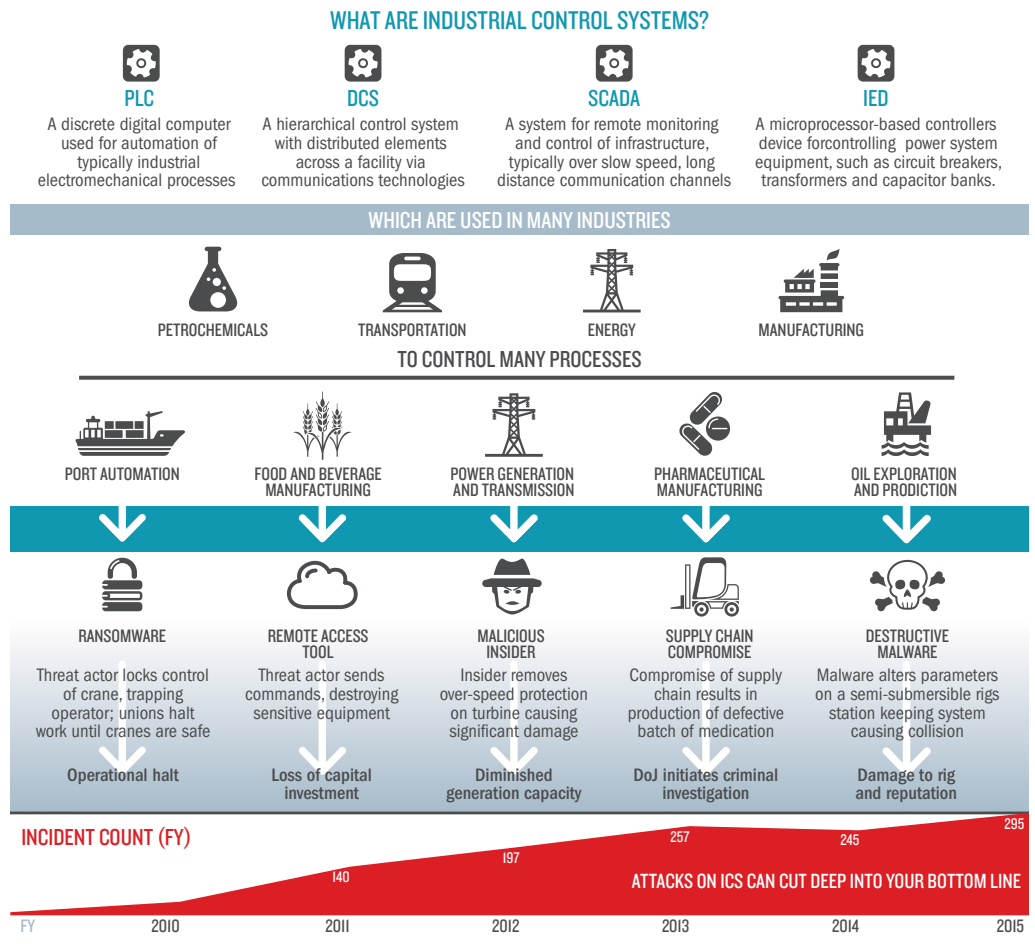 WHAT ARE INDUSTRIAL CONTROL SYSTEMS?
PLC
A discrete digital computer
used for automation of
typically industrial
electromechanical processes
DCS
A hierarchical control system
with distributed elements
across a facility via
communications technologies
SCADA
A system for remote monitoring
and control of infrastructure,
typically over slow speed, long
distance communication channels
IED
A microprocessor-based controllers
device forcontrolling power system
equipment, such as circuit breakers,
transformers and capacitor banks.
WHICH ARE USED IN MANY INDUSTRIES
PETROCHEMICALS
TRANSPORTATION
ENERGY
MANUFACTURING
TO CONTROL MANY PROCESSES
PORT AUTOMATION
FOOD AND BEVERAGE
MANUFACTURING
POWER GENERATION
AND TRANSMISSION
PHARMACEUTICAL
MANUFACTURING
OIL EXPLORATION
AND PRODICTION
RANSOMWARE
Threat actor locks control
of crane, trapping
operator; unions halt
work until cranes are safe
Operational halt
REMOTE ACCESS
TOOL
Threat actor sends
commands, destroying
sensitive equipment
Loss of capital
investment
MALICIOUS
INSIDER
Insider removes
over-speed protection
on turbine causing
significant damage
Diminished
generation capacity
SUPPLY CHAIN
COMPROMISE
Compromise of supply
chain results in
production of defective
batch of medication
DoJ initiates criminal
investigation
DESTRUCTIVE
MALWARE
Malware alters parameters
on a semi-submersible rigs
station keeping system
causing collision
Damage to rig
and reputation
INCIDENT COUNT (FY)
140
197
257
245
295
ATTACKS ON ICS CAN CUT DEEP INTO YOUR BOTTOM LINE
FY
2010
2011
2012
2013
2014
2015